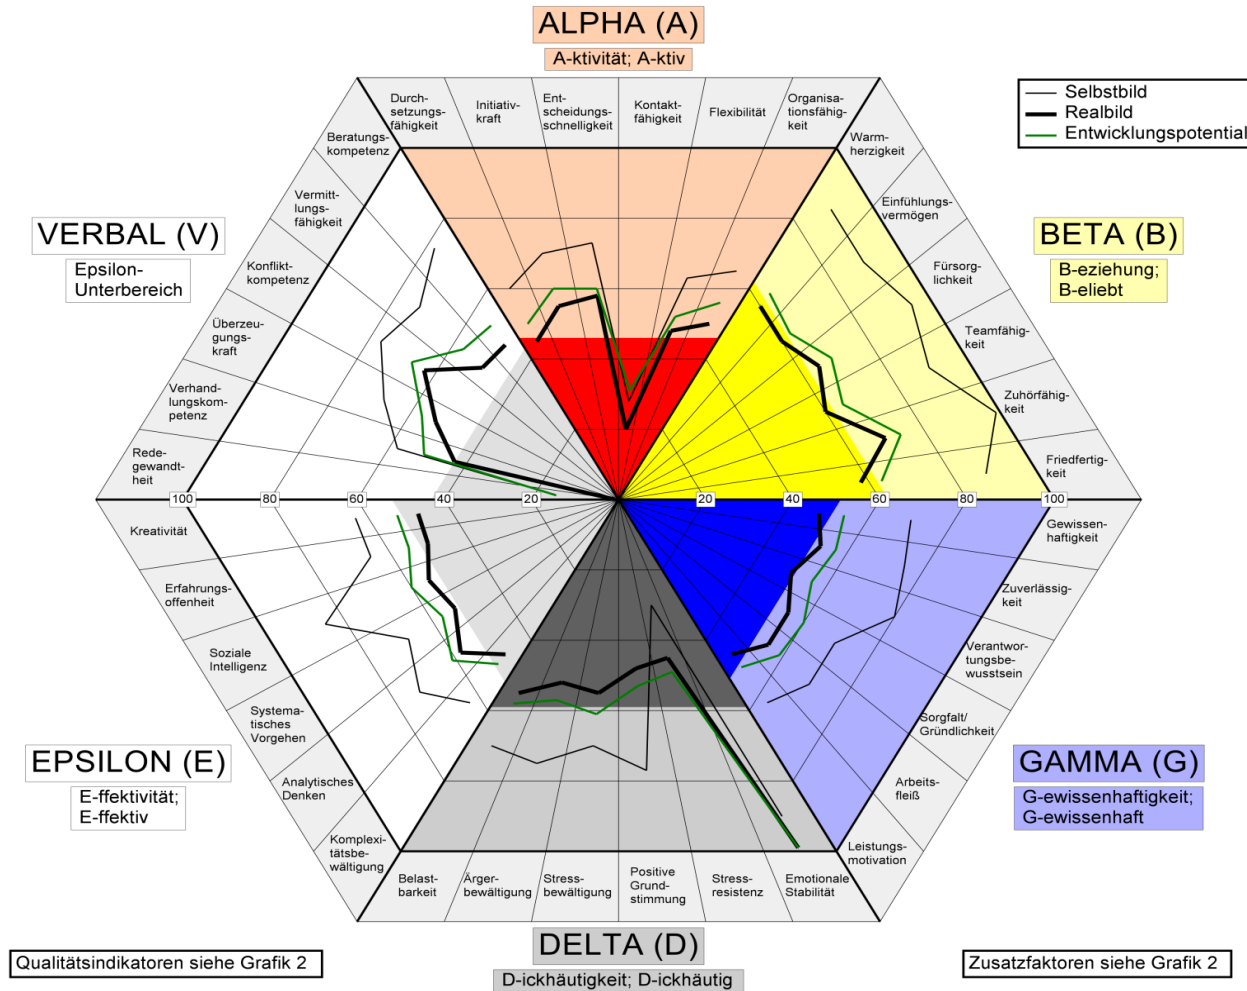 ALPHA (A)
A-ktivität; A-ktiv
Selbstbild
Realbild
Entwicklungspotential
Durch-
setzungs-
fähigkeit
Initiativ-
kraft
Ent-
scheidungs-
schnelligkeit
Kontakt-
fähigkeit
Flexibilität
Organisa-
tionsfähig-
keit
Beratungs-
kompetenz
Vermitt-
lungs-
fähigkeit
Konflikt-
kompetenz
Überzeu-
gungs-
kraft
Verhand-
lungskom-
petenz
Rede-
gewandt-
heit
VERBAL (V)
Epsilon-
Unterbereich
Warm-
herzigkeit
Einfühlungs-
vermögen
Fürsorg-
lichkeit
Teamfähig-
keit
Zuhörfähig-
keit
Friedfertig-
keit
BETA (B)
B-eziehung;
B-eliebt
100 80 60 40 20 20 40 60 80 100
Kreativität
Erfahrungs-
offenheit
Soziale
Intelligenz
Systema-
tisches
Vorgehen
Analytisches
Denken
Komplexi-
tätsbe-
wältigung
EPSILON (E)
E-ffektivität;
E-ffektiv
Gewissen-
haftigkeit
Zuverlässig-
keit
Verantwor-
tungsbe-
wusstsein
Sorgfalt/
Gründlichkeit
Arbeits-
fleiß
Leistungs-
motivation
GAMMA (G)
G-ewissenhaftigkeit;
G-ewissenhaft
Belast-
barkeit
Ärger-
bewältigung
Stress-
bewältigung
Positive
Grund-
stimmung
Stress-
resistenz
Emotionale
Stabilität
DELTA (D)
D-ickhäutigkeit; D-ickhäutig
Qualitätsindikatoren siehe Grafik 2
Zusatzfaktoren siehe Grafik 2